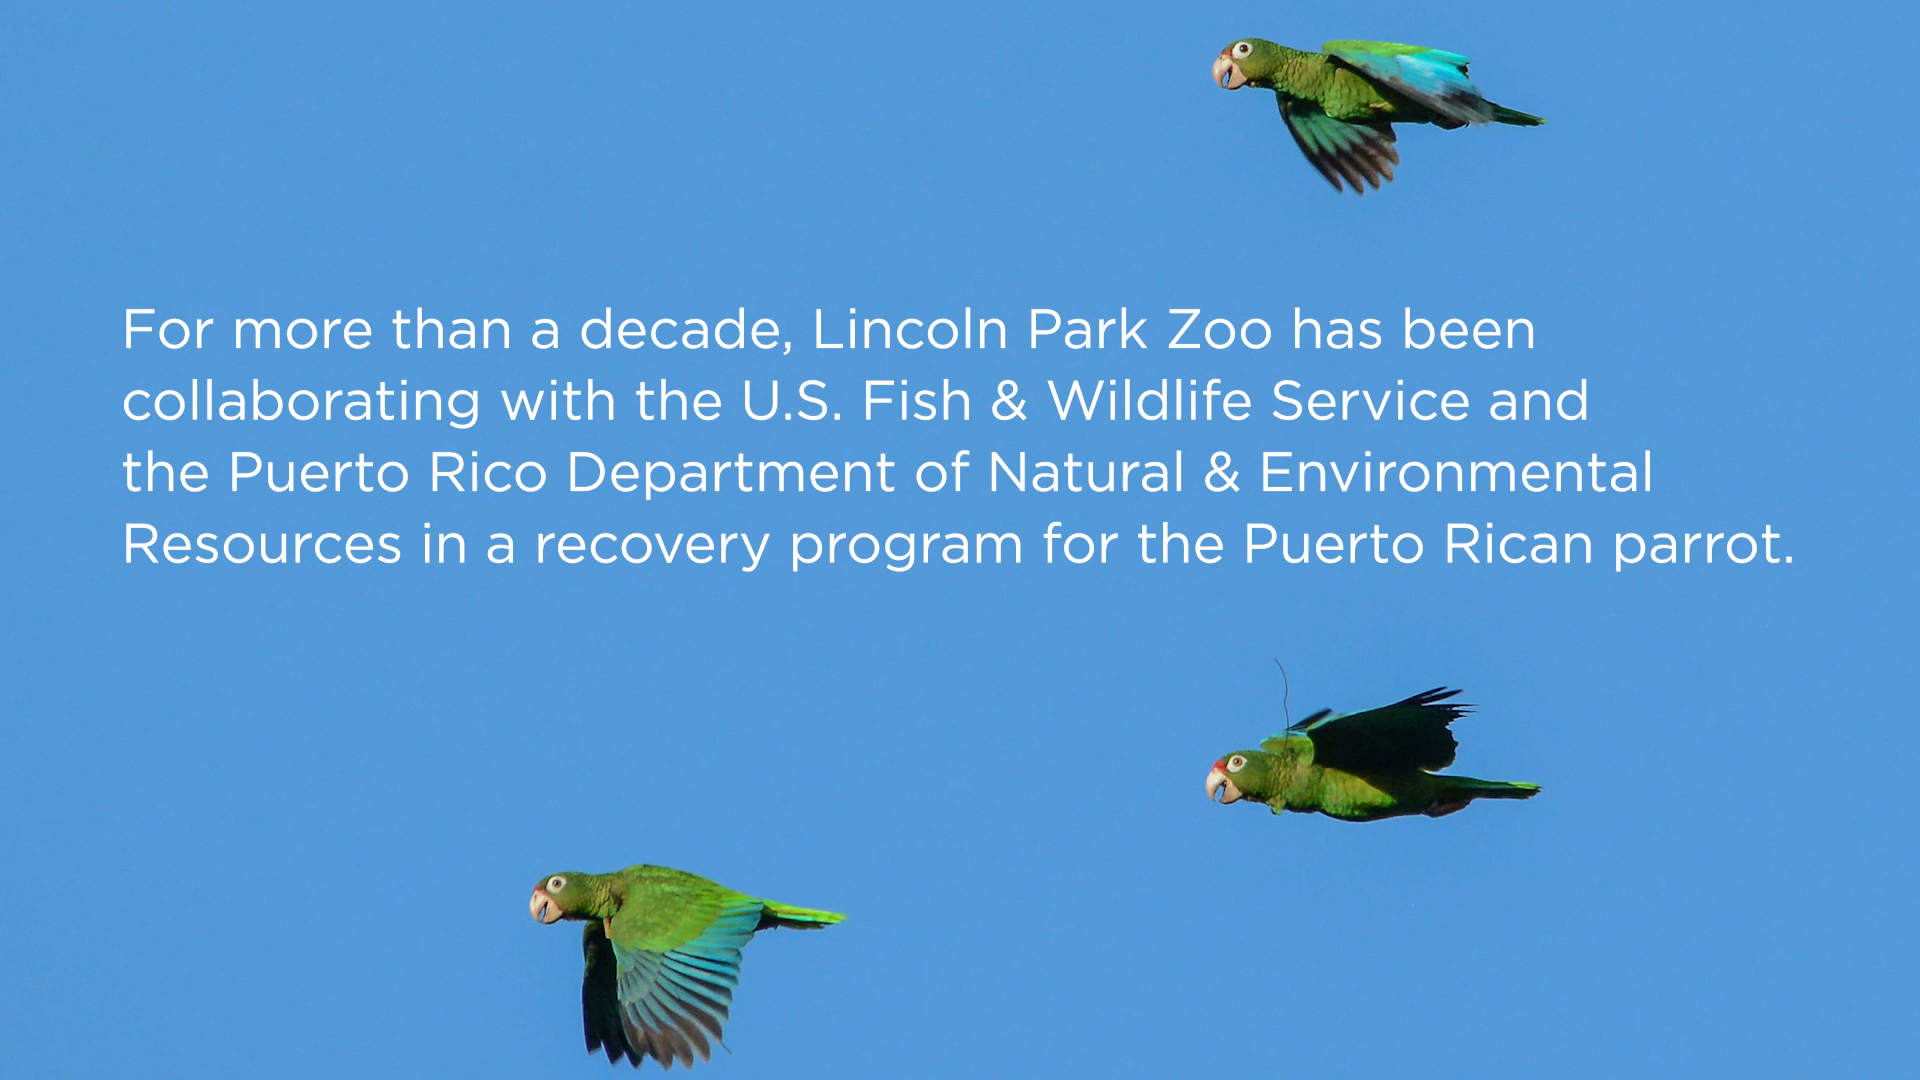 For more than a decade, Lincoln Park Zoo has been
collaborating with the U.S. Fish & Wildlife Service and
the Puerto Rico Department of Natural & Environmental
Resources in a recovery program for the Puerto Rican parrot.